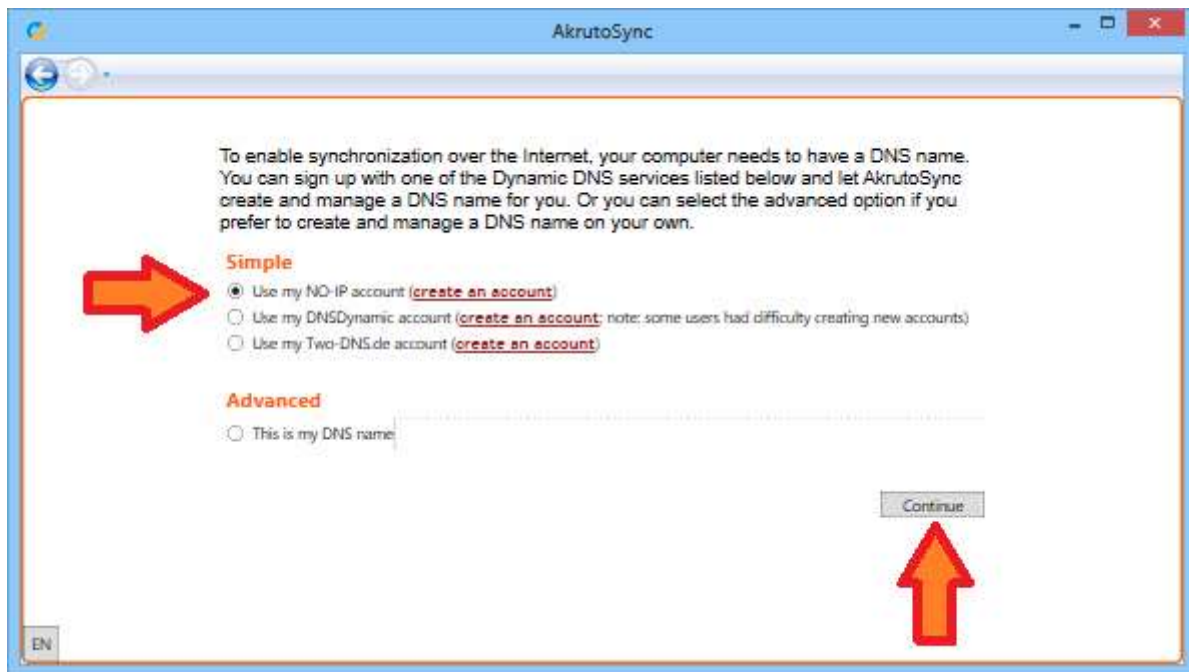 AkrutoSync
To enable synchronization over the Internet, your computer needs to have a DNS name.
You can sign up with one of the Dynamic DNS services listed below and let AkrutoSync
create and manage a DNS name for you. Or you can select the advanced option if you
prefer to create and manage a DNS name on your own.
Simple
Use my NO-IP account (create an account)
Use my DNSDynamic account (create an account; note: some users had difficulty creating new accounts)
Use my Two-DNS.de account (create an account)
Advanced
This is my DNS name
Continue
EN